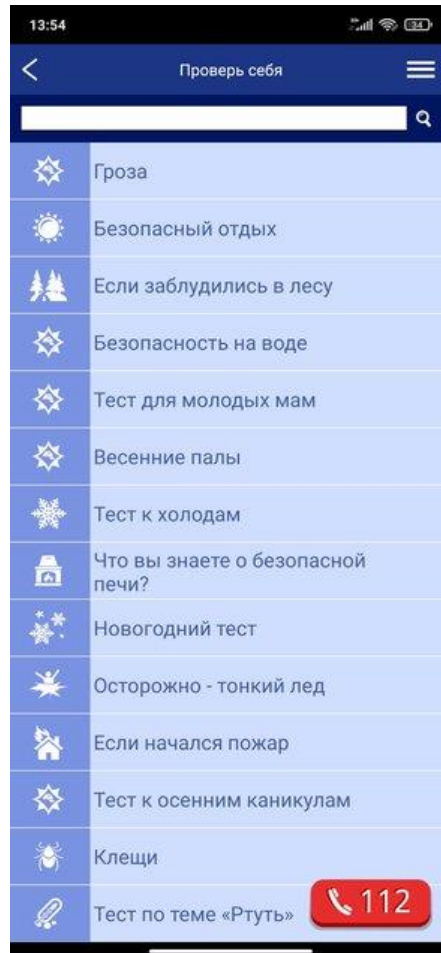 13:54
34
Проверь себя
Гроза
Безопасный отдых
Если заблудились в лесу
Безопасность на воде
Тест для молодых мам
Весенние палы
Тест к холодам
Что вы знаете о безопасной
печи?
Новогодний тест
Осторожно - тонкий лед
Если начался пожар
Тест к осенним каникулам
Клещи
Тест по теме «Ртуть»
112